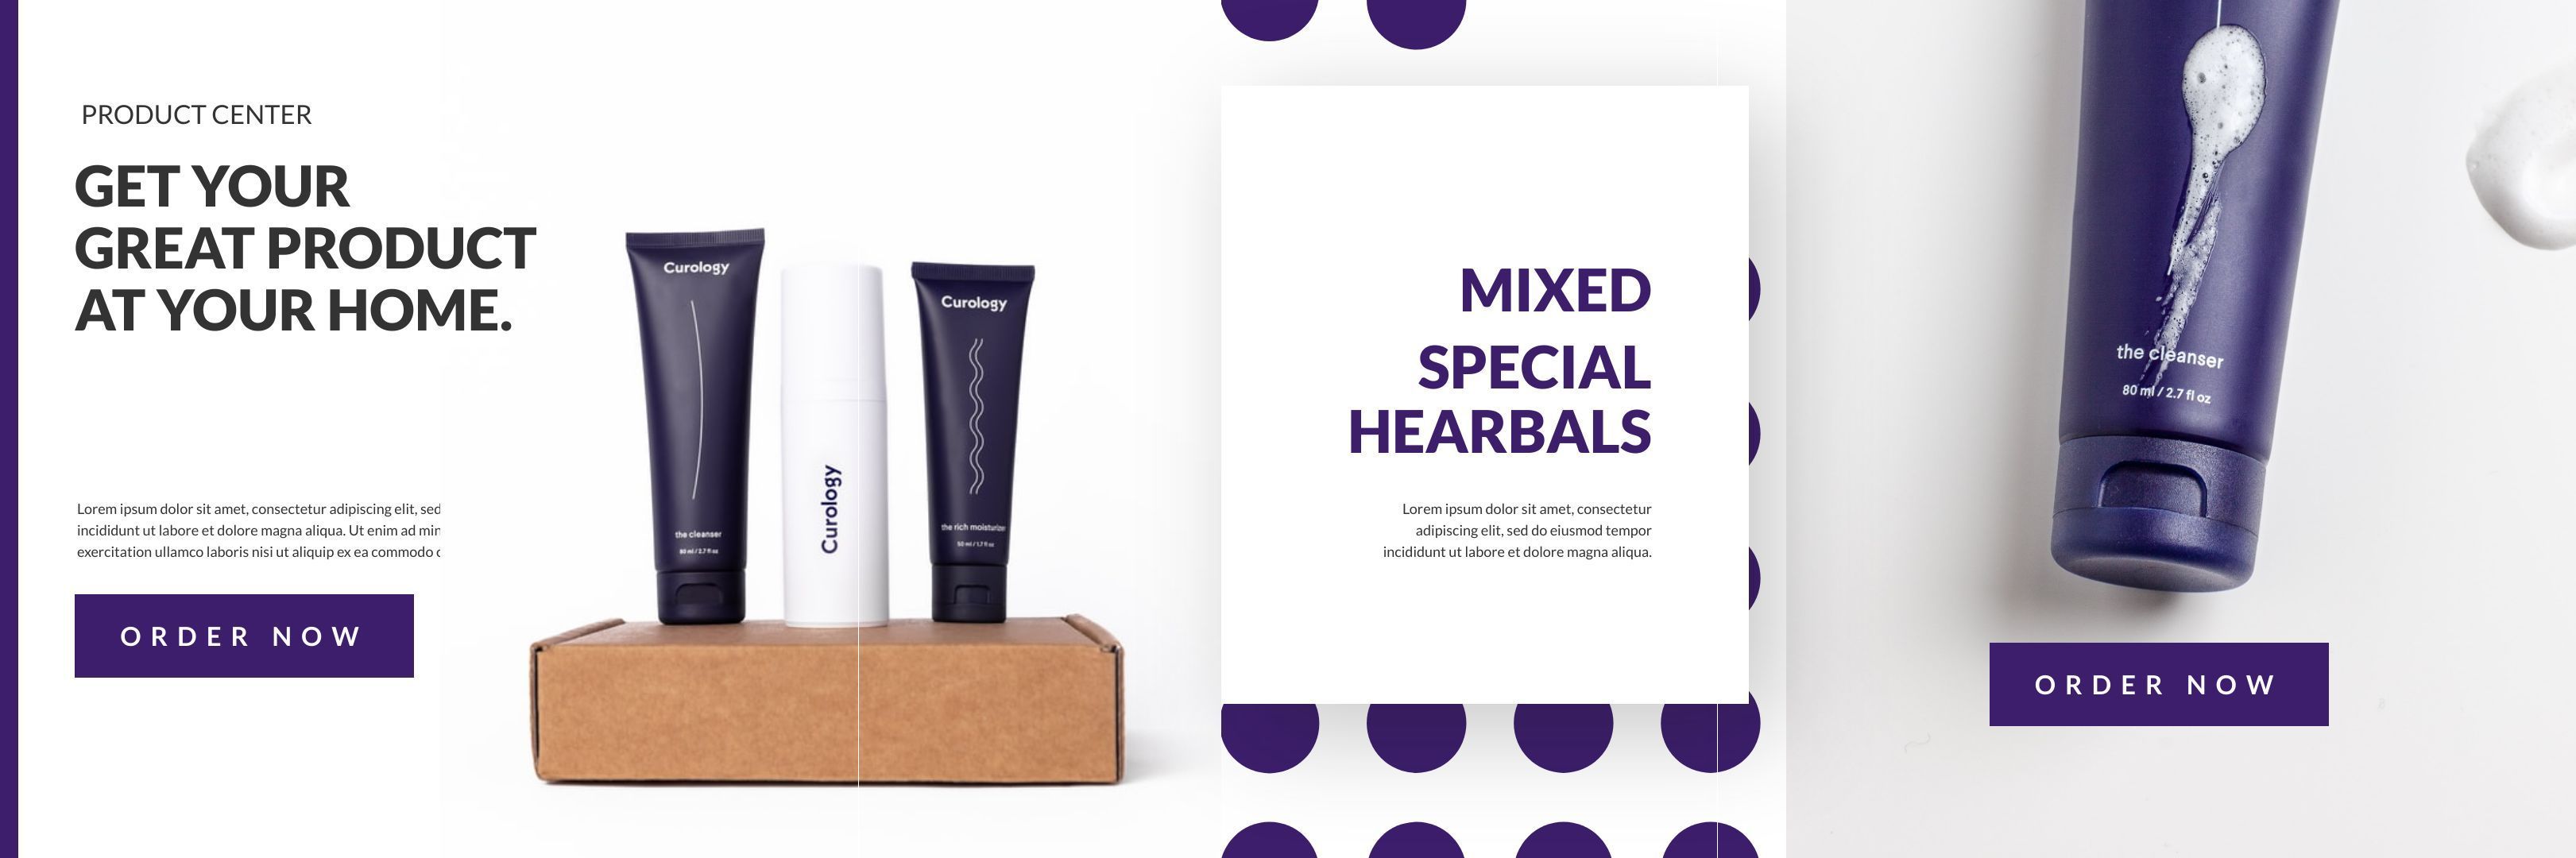 PRODUCT CENTER
GET YOUR
GREAT PRODUCT
AT YOUR HOME.
Lorem ipsum dolor sit amet, consectetur adipiscing elit, sed
incididunt ut labore et dolore magna aliqua. Ut enim ad min
exercitation ullamco laboris nisi ut aliquip ex ea commodo
ORDER NOW
Curology
the cleanser
80 ml / 2.7 fl oz
Curology
Curology
the rich moisturizer
50 ml / 1.7 fl oz
MIXED
SPECIAL
HEARBALS
Lorem ipsum dolor sit amet, consectetur
adipiscing elit, sed do eiusmod tempor
incididunt ut labore et dolore magna aliqua.
the cleanser
80 ml / 2.7 fl oz
ORDER NOW